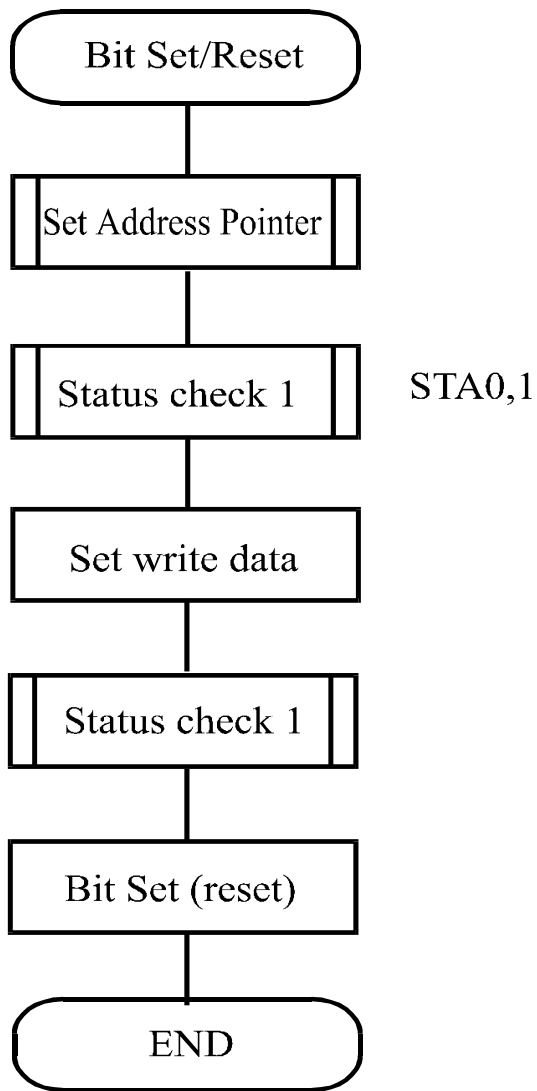 Bit Set/Reset
Set Address Pointer
Status check 1
STA0,1
Set write data
Status check 1
Bit Set (reset)
END